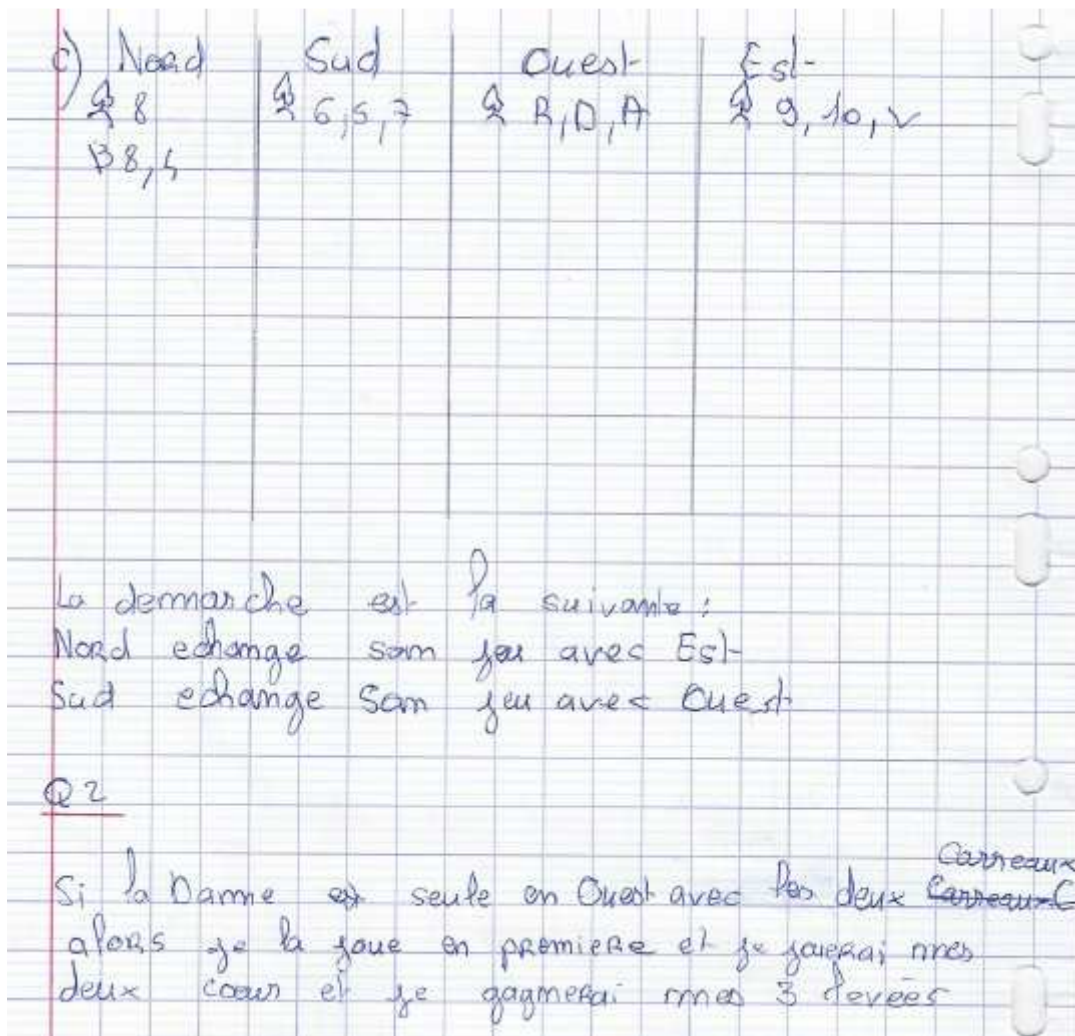 c) Nord Sud Ouest Est
8 6,5,7 R,D,A 9,10,V
B8,4
La demarche est la suivante :
Nord echange son jeu avec Est
Sud echange son jeu avec Ouest
Q2
Carreaux
Si la Damme est seule en Ouest avec les deux Carreaux C
alors je la joue en premiere et je jouerai mes
deux coeur et je gagnerai mes 3 levées